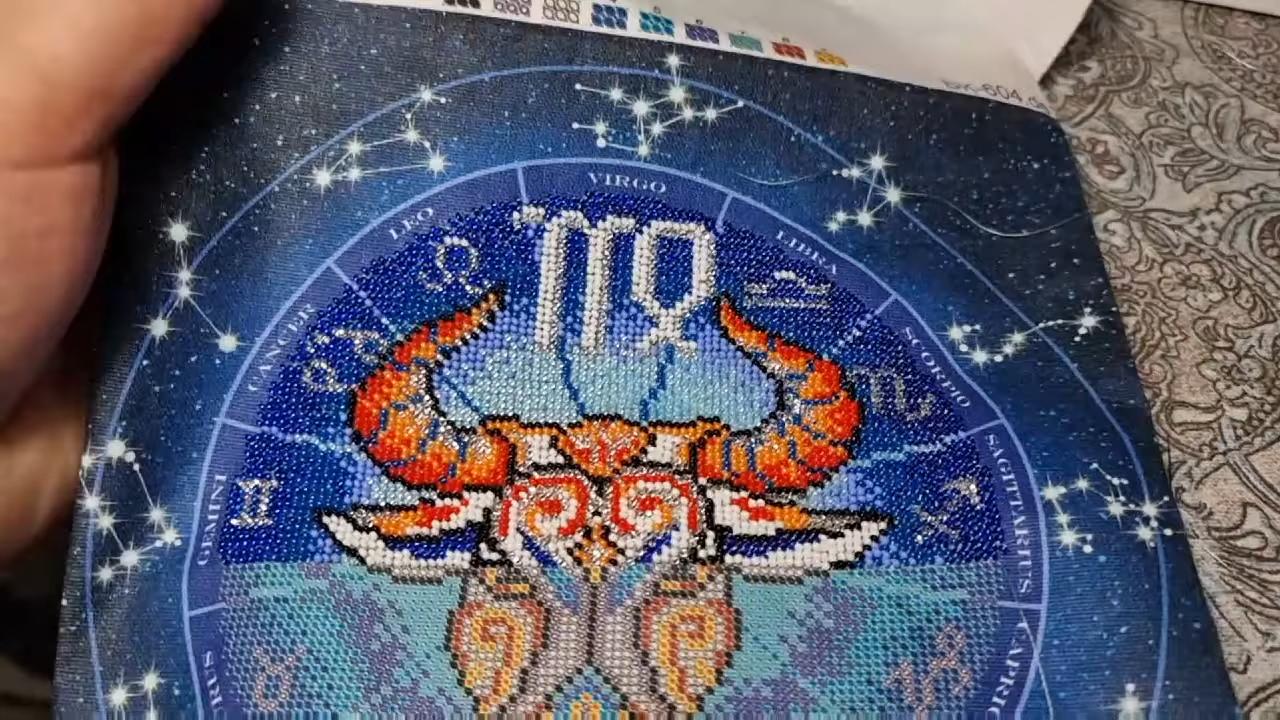 VIRGO
LEO
LIBRA
CANCER
SCORPIO
GEMINI
SAGITTARIUS